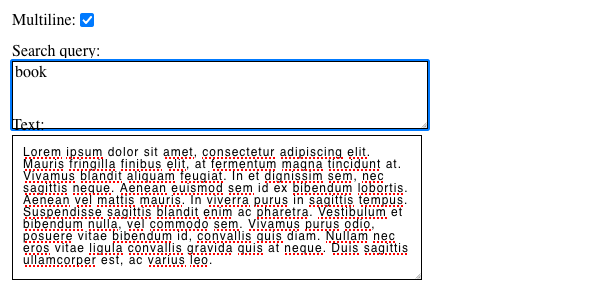 Multiline:
Search query:
book
Text:
Lorem ipsum dolor sit amet, consectetur adipiscing elit.
Mauris fringilla finibus elit, at fermentum magna tincidunt at.
Vivamus blandit aliquam feugiat. In et dignissim sem, nec
sagittis neque. Aenean euismod sem id ex bibendum lobortis.
Aenean vel mattis mauris. In viverra purus in sagittis tempus.
Suspendisse sagittis blandit enim ac pharetra. Vestibulum et
bibendum nulla, vel commodo sem. Vivamus purus odio,
posuere vitae bibendum id, convallis quis diam. Nullam nec
eros vitae ligula convallis gravida quis at neque. Duis sagittis
ullamcorper est, ac varius leo.